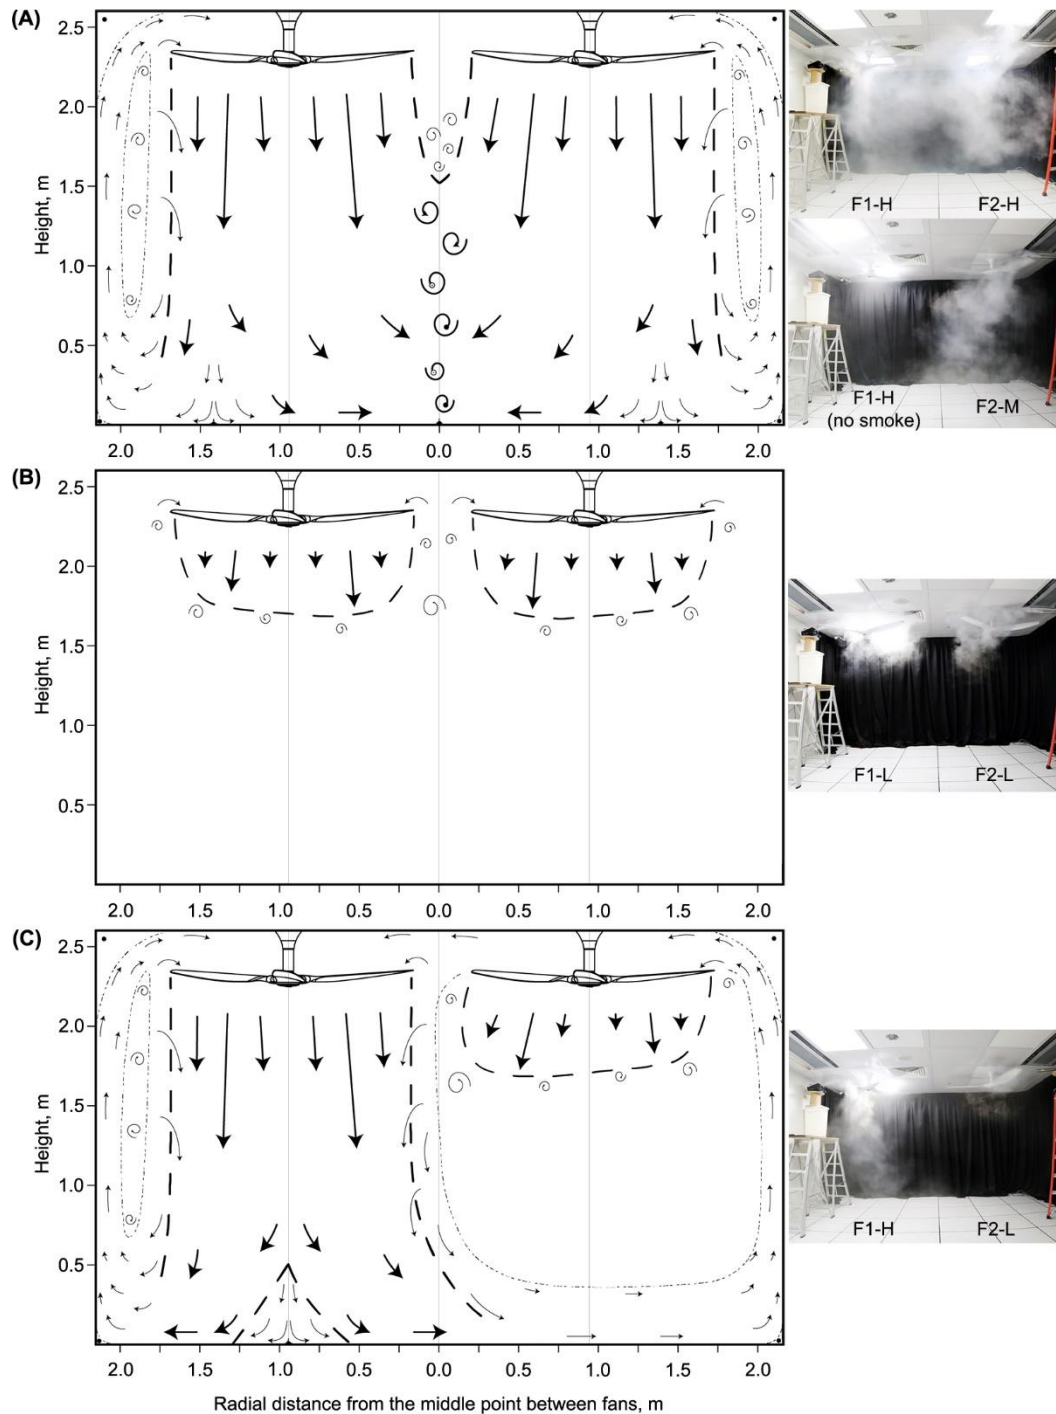 (A)
2.5
2.0
1.5
1.0
0.5
Height, m
2.0 1.5 1.0 0.5 0.0 0.5 1.0 1.5 2.0
F1-H F2-H
F1-H F2-M
(no smoke)
(B)
2.5
2.0
1.5
1.0
0.5
Height, m
2.0 1.5 1.0 0.5 0.0 0.5 1.0 1.5 2.0
F1-L F2-L
(C)
2.5
2.0
1.5
1.0
0.5
Height, m
2.0 1.5 1.0 0.5 0.0 0.5 1.0 1.5 2.0
F1-H F2-L
Radial distance from the middle point between fans, m